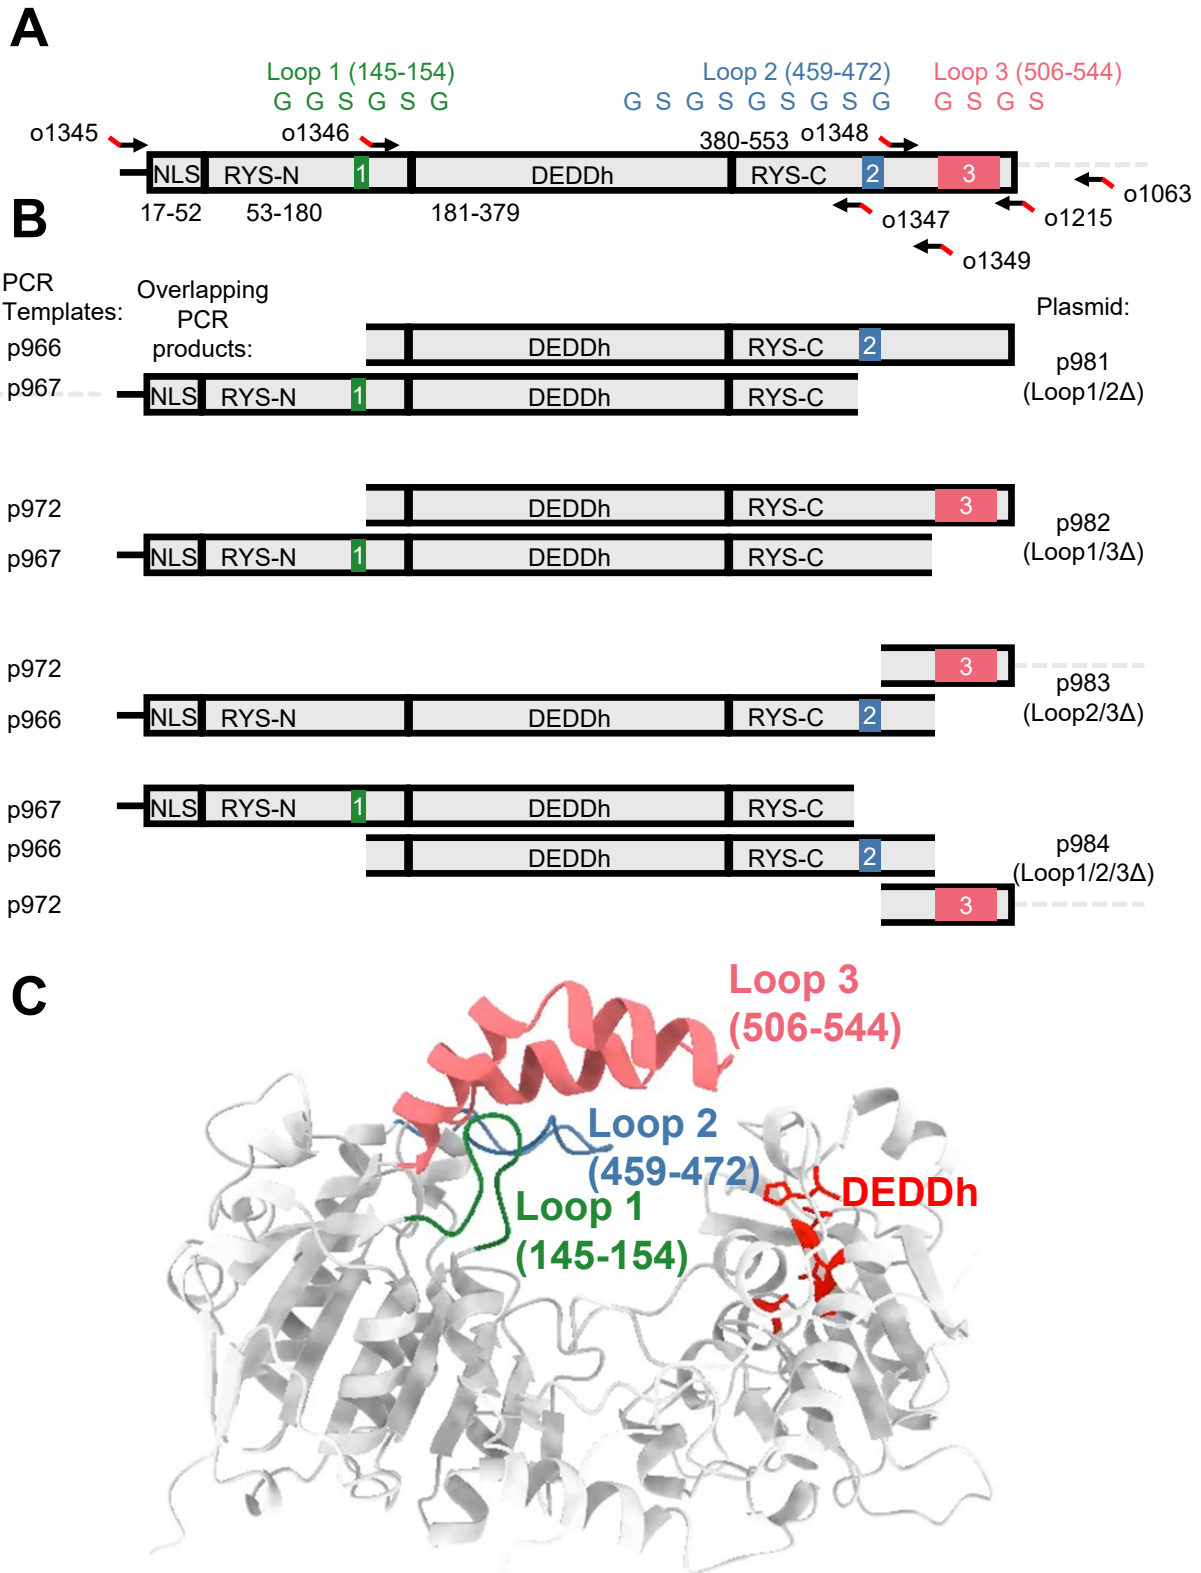 A
Loop 1 (145-154)
Loop 2 (459-472)
Loop 3 (506-544)
G G S G S G
G S G S G S G S G
G S G S
o1345
o1346
380-553
o1348
NLS
RYS-N
1
DEDDh
RYS-C
2
3
17-52
53-180
181-379
o1347
o1349
o1215
o1063
B
PCR
Templates:
Overlapping
PCR
products:
Plasmid:
p966
DEDDh
RYS-C
2
p967
NLS
RYS-N
1
DEDDh
RYS-C
p981
(Loop1/2Δ)
p972
DEDDh
RYS-C
3
p967
NLS
RYS-N
1
DEDDh
RYS-C
p982
(Loop1/3Δ)
p972
3
p966
NLS
RYS-N
DEDDh
RYS-C
2
p983
(Loop2/3Δ)
p967
NLS
RYS-N
1
DEDDh
RYS-C
p966
DEDDh
RYS-C
2
p972
3
p984
(Loop1/2/3Δ)
C
Loop 3
(506-544)
Loop 2
(459-472)
Loop 1
(145-154)
DEDDh